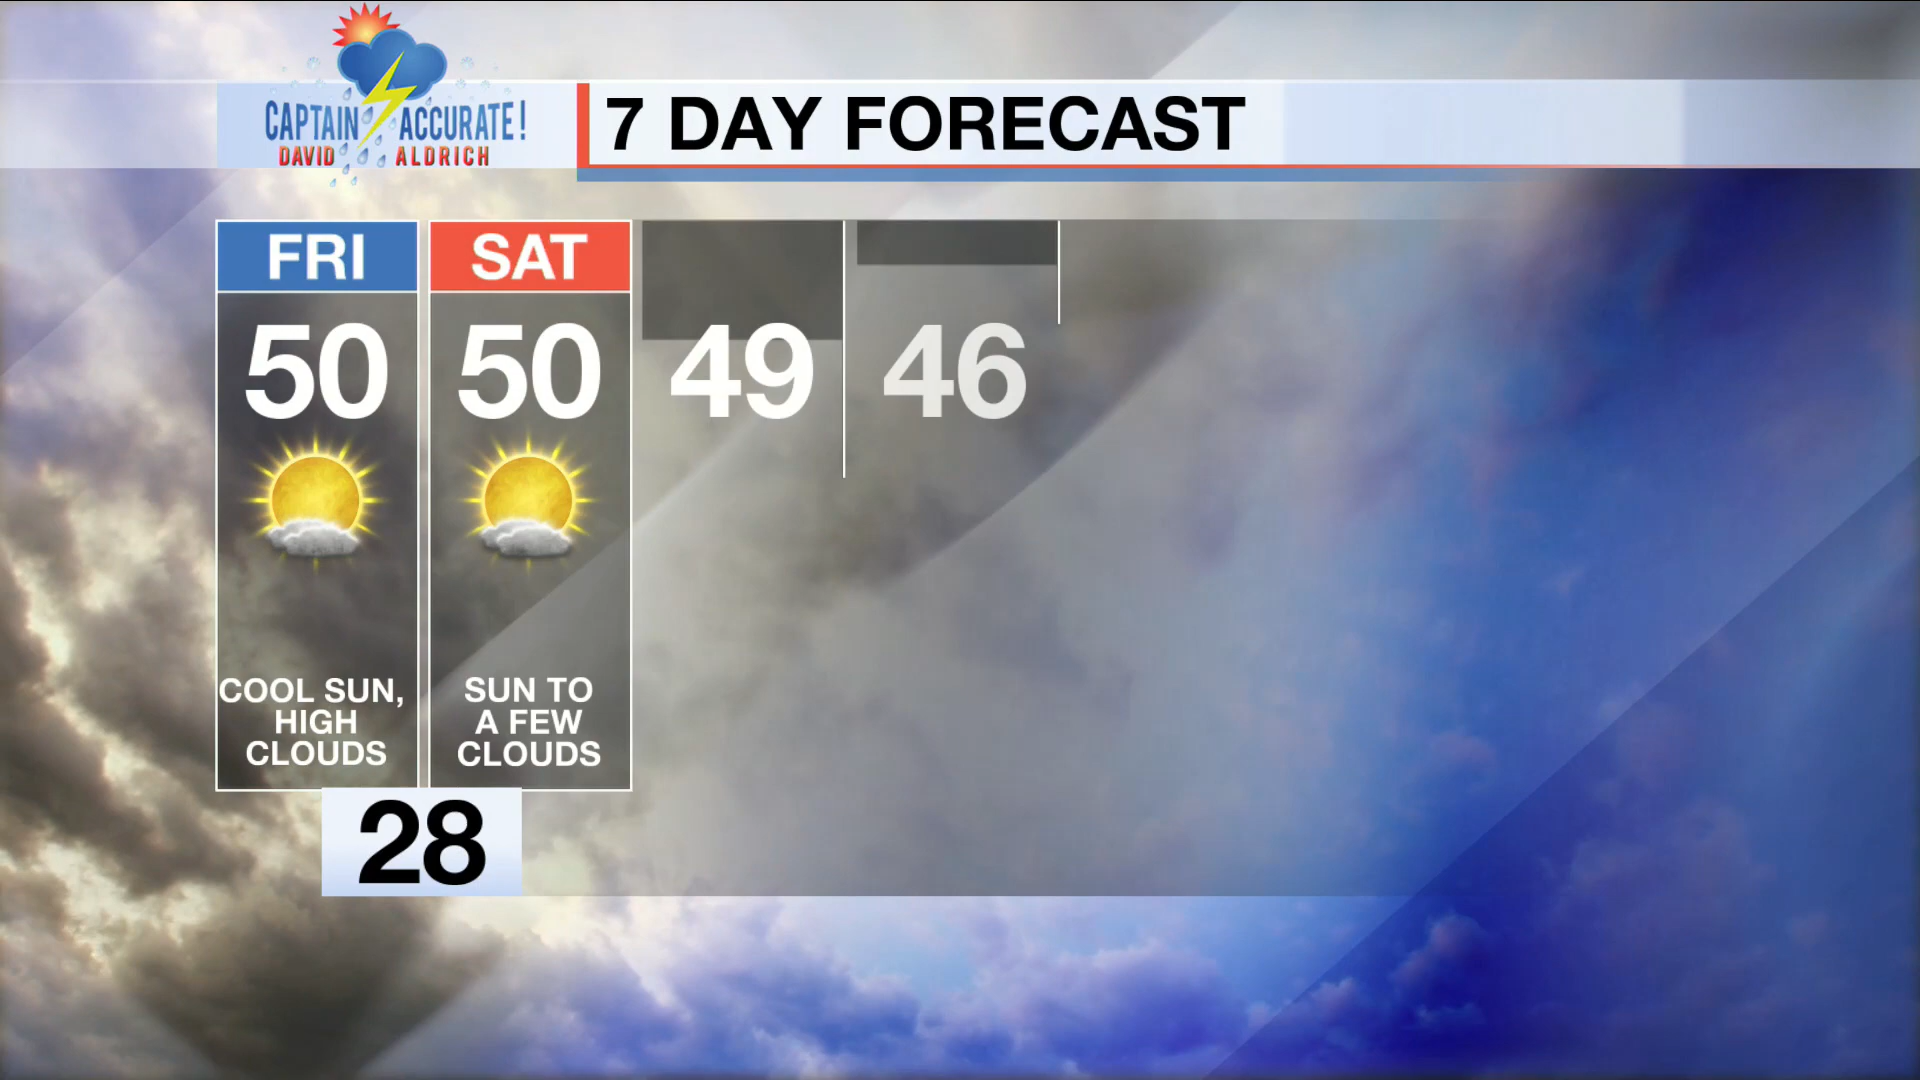 CAPTAIN ACCURATE!
DAVID ALDRICH
7 DAY FORECAST
FRI
50
COOL SUN,
HIGH
CLOUDS
SAT
50
SUN TO
A FEW
CLOUDS
49
46
28